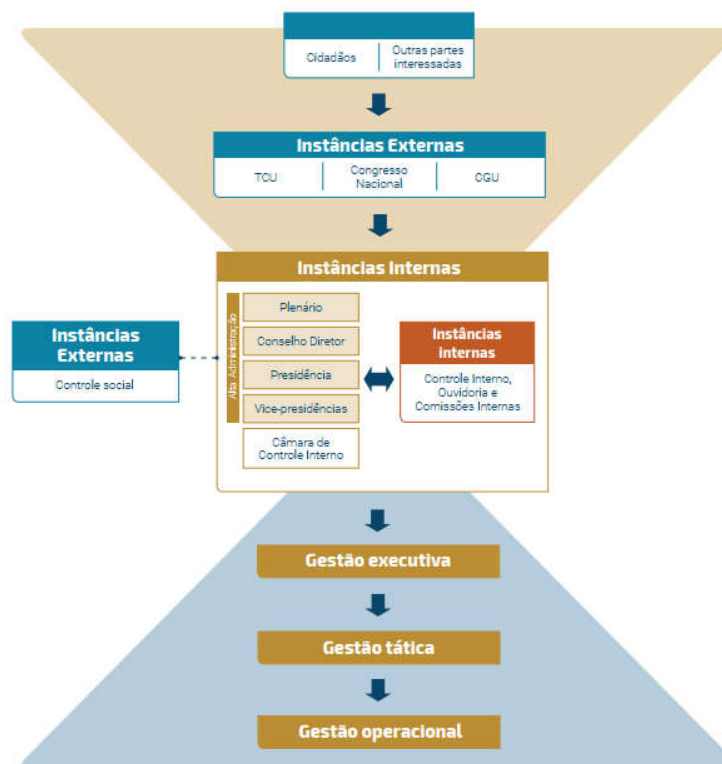 Cidadãos
Outras partes
interessadas
Instâncias Externas
TCU
Congresso
Nacional
CGU
Instâncias Internas
Alta Administração
Plenário
Conselho Diretor
Presidência
Vice-presidências
Câmara de
Controle Interno
Instâncias
Externas
Controle social
Instâncias
internas
Controle Interno,
Ouvidoria e
Comissões Internas
Gestão executiva
Gestão tática
Gestão operacional